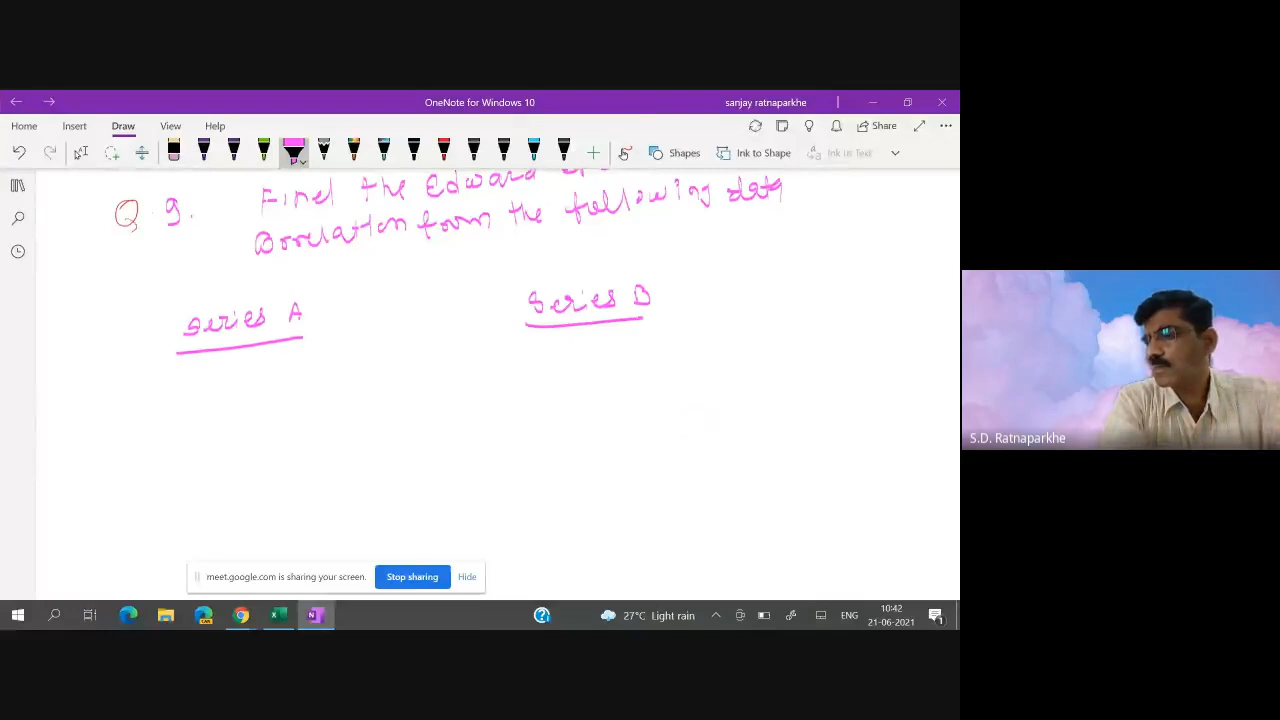 OneNote for Windows 10
sanjay ratnaparkhe
Home Insert Draw View Help
Share
Shapes
Ink to Shape
Ink to Text
Find the Edward
Q. 9.
Correlation from the following data
Series A
Series B
S.D. Ratnaparkhe
meet.google.com is sharing your screen.
Stop sharing
Hide
27°C Light rain
ENG
10:42
21-06-2021